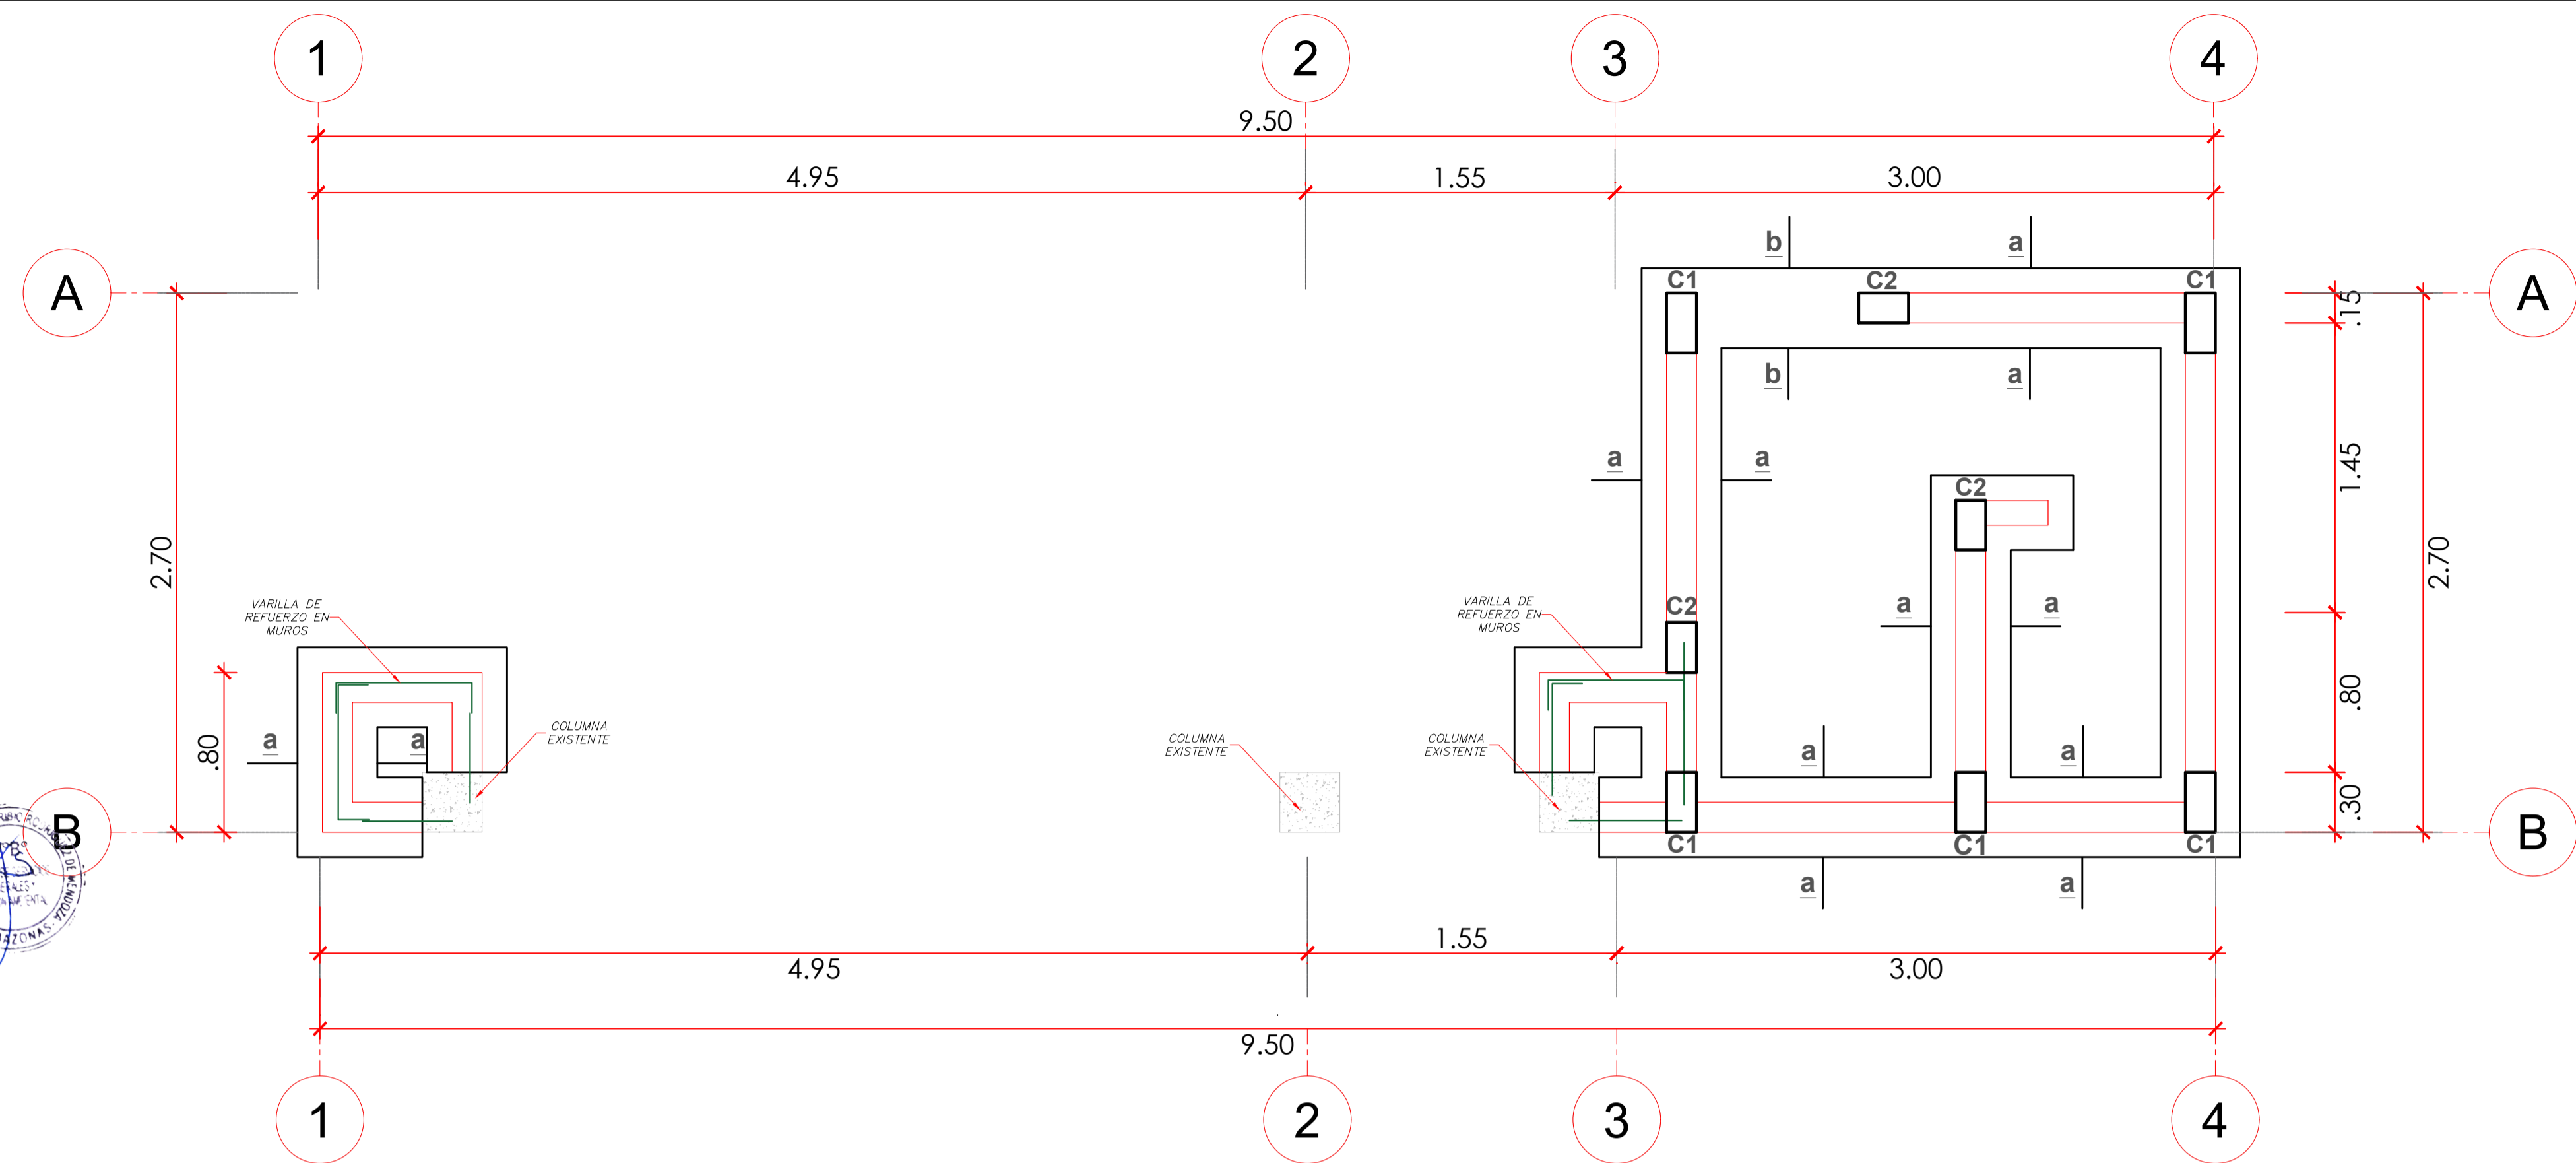 1
2
3
4
9.50
4.95
1.55
3.00
b
a
A
C1
C2
C1
.15
A
b
a
a
a
1.45
C2
2.70
2.70
VARILLA DE
REFUERZO EN
MUROS
VARILLA DE
REFUERZO EN
MUROS
C2
a
a
.80
.80
a
a
COLUMNA
EXISTENTE
COLUMNA
EXISTENTE
COLUMNA
EXISTENTE
a
a
.30
B
B
C1
C1
C1
DE MENDOZA
AMAZONAS
a
a
1.55
4.95
3.00
9.50
1
2
3
4